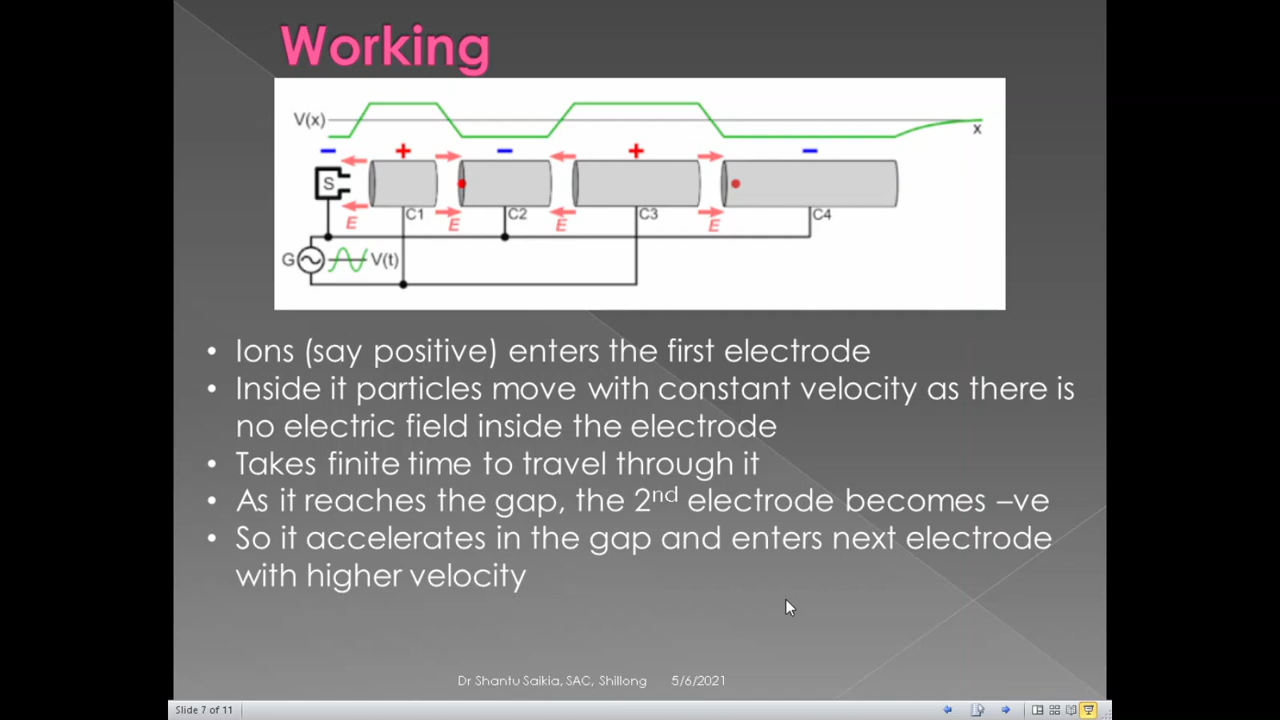 Working
V(x)
x
− + − + −
S
E E E E
C1 C2 C3 C4
G V(t)
• Ions (say positive) enters the first electrode
• Inside it particles move with constant velocity as there is
no electric field inside the electrode
• Takes finite time to travel through it
• As it reaches the gap, the 2nd electrode becomes –ve
• So it accelerates in the gap and enters next electrode
with higher velocity
Dr Shantu Saikia, SAC, Shillong 5/6/2021
Slide 7 of 11